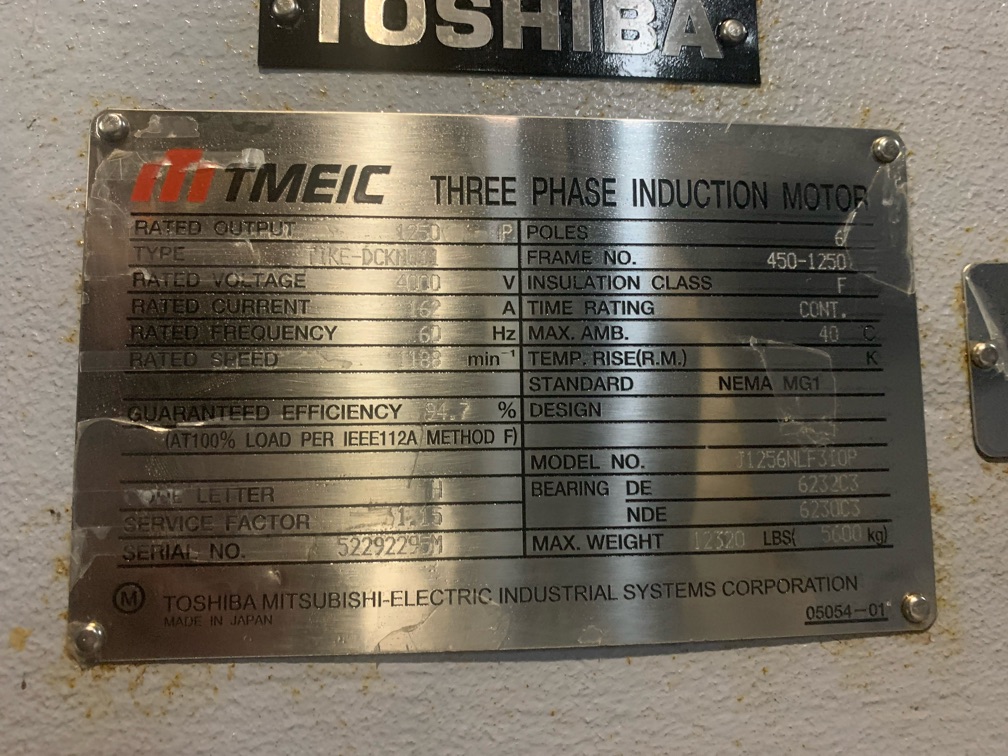 TOSHIBA
TMEIC THREE PHASE INDUCTION MOTOR
RATED OUTPUT 1250 P POLES 6
TYPE FRAME NO. 450-1250
RATED VOLTAGE 4000 V INSULATION CLASS F
RATED CURRENT 162 A TIME RATING CONT.
RATED FREQUENCY 60 Hz MAX. AMB. 40 C
RATED SPEED 1188 min⁻¹ TEMP. RISE(R.M.) K
STANDARD NEMA MG1
GUARANTEED EFFICIENCY 94.7 % DESIGN
(AT100% LOAD PER IEEE112A METHOD F)
MODEL NO. J1256NLF310P
CODE LETTER BEARING DE 6232C3
SERVICE FACTOR 1.15 NDE 6230C3
SERIAL NO. 52292295M MAX. WEIGHT 12320 LBS( 5600 kg)
M TOSHIBA MITSUBISHI-ELECTRIC INDUSTRIAL SYSTEMS CORPORATION
MADE IN JAPAN 05054-01